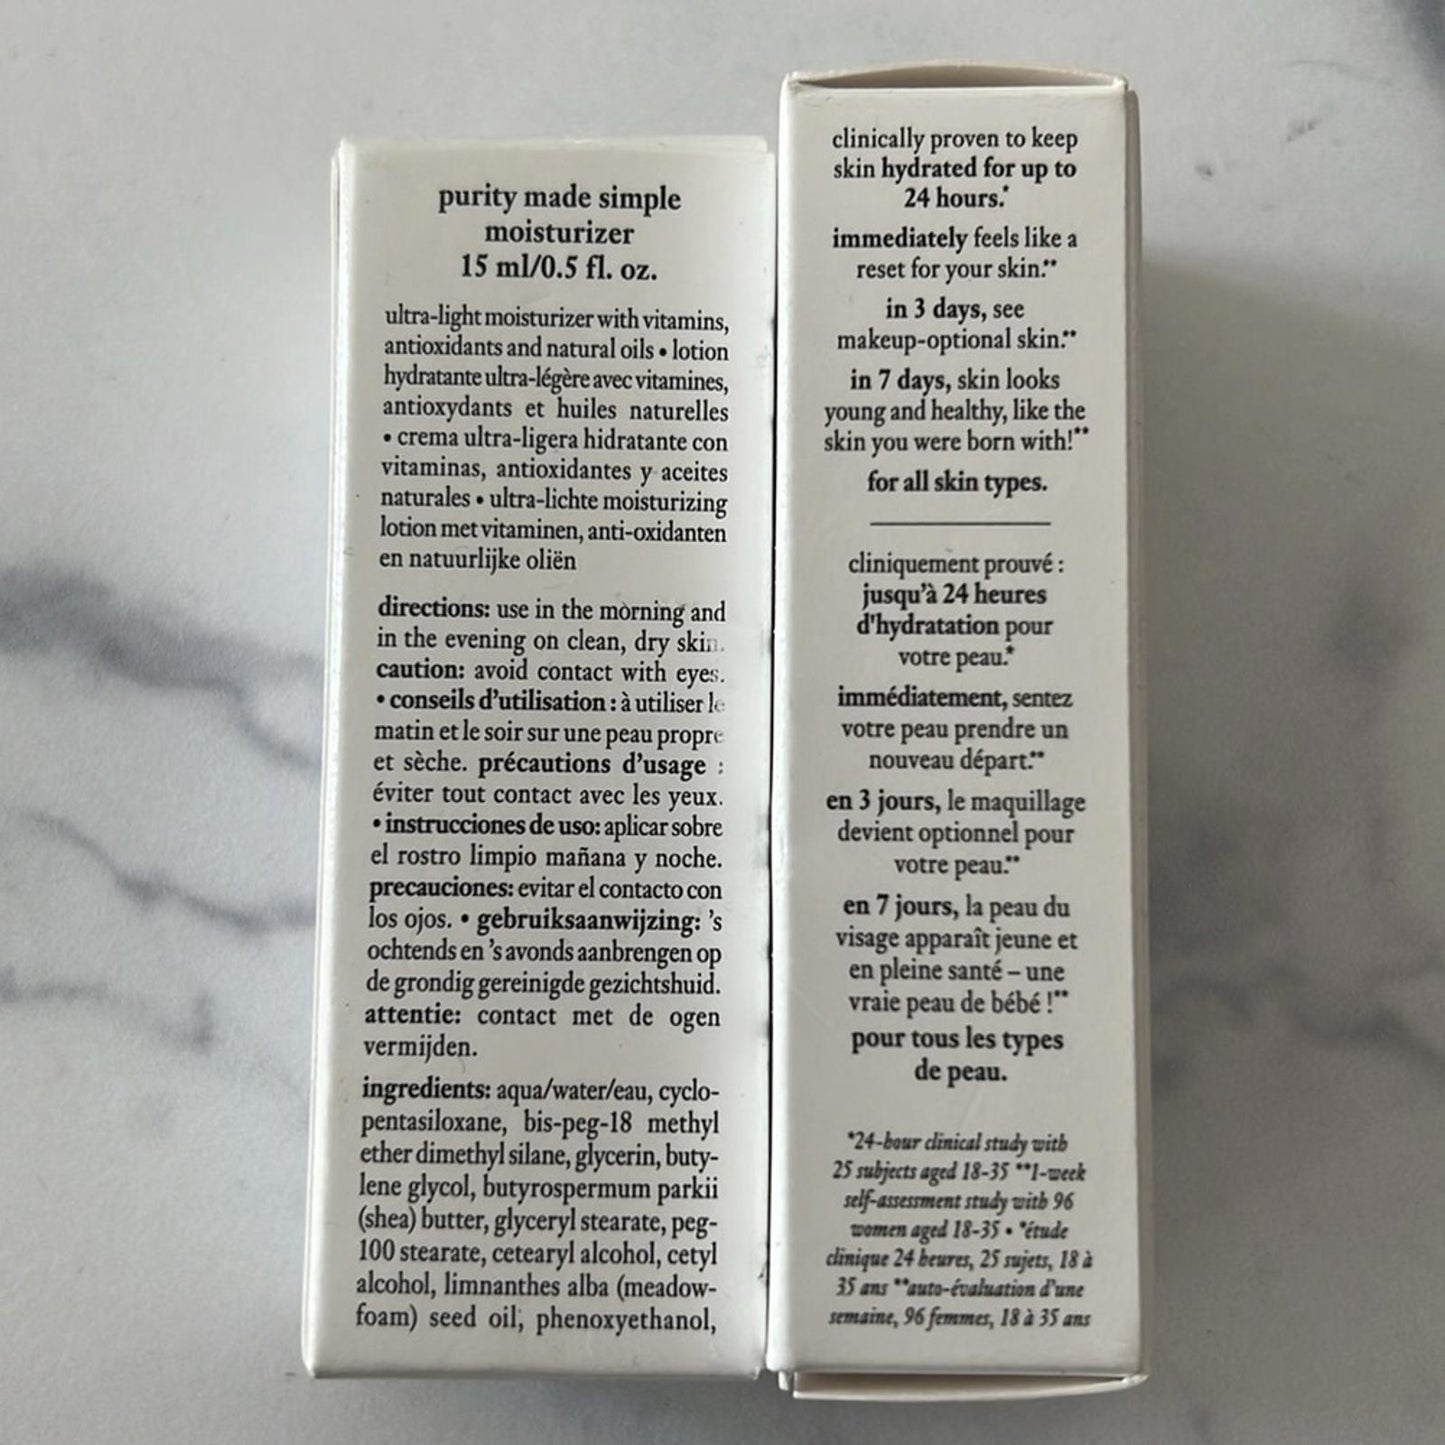 purity made simple
moisturizer
15 ml/0.5 fl. oz.
ultra-light moisturizer with vitamins,
antioxidants and natural oils • lotion
hydratante ultra-légère avec vitamines,
antioxydants et huiles naturelles
• crema ultra-ligera hidratante con
vitaminas, antioxidantes y aceites
naturales • ultra-lichte moisturizing
lotion met vitaminen, anti-oxidanten
en natuurlijke oliën
directions: use in the morning and
in the evening on clean, dry skin.
caution: avoid contact with eyes.
• conseils d'utilisation : à utiliser le
matin et le soir sur une peau propre
et sèche. précautions d'usage :
éviter tout contact avec les yeux.
• instrucciones de uso: aplicar sobre
el rostro limpio mañana y noche.
precauciones: evitar el contacto con
los ojos. • gebruiksaanwijzing: 's
ochtends en 's avonds aanbrengen op
de grondig gereinigde gezichtshuid.
attentie: contact met de ogen
vermijden.
ingredients: aqua/water/eau, cyclo-
pentasiloxane, bis-peg-18 methyl
ether dimethyl silane, glycerin, buty-
lene glycol, butyrospermum parkii
(shea) butter, glyceryl stearate, peg-
100 stearate, cetearyl alcohol, cetyl
alcohol, limnanthes alba (meadow-
foam) seed oil, phenoxyethanol,
clinically proven to keep
skin hydrated for up to
24 hours.*
immediately feels like a
reset for your skin.**
in 3 days, see
makeup-optional skin.**
in 7 days, skin looks
young and healthy, like the
skin you were born with!**
for all skin types.
cliniquement prouvé :
jusqu'à 24 heures
d'hydratation pour
votre peau.*
immédiatement, sentez
votre peau prendre un
nouveau départ.**
en 3 jours, le maquillage
devient optionnel pour
votre peau.**
en 7 jours, la peau du
visage apparaît jeune et
en pleine santé – une
vraie peau de bébé !**
pour tous les types
de peau.
*24-hour clinical study with
25 subjects aged 18-35 **1-week
self-assessment study with 96
women aged 18-35 • *étude
clinique 24 heures, 25 sujets, 18 à
35 ans **auto-évaluation d'une
semaine, 96 femmes, 18 à 35 ans